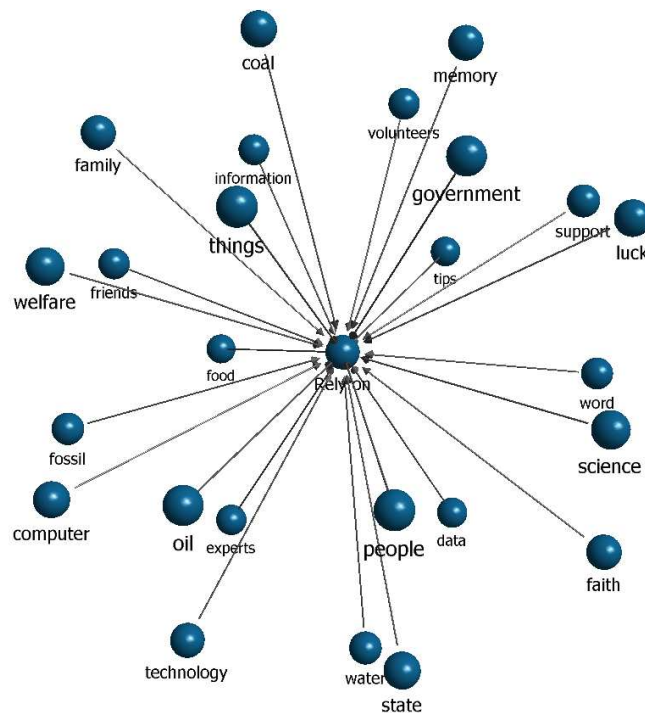 coal
memory
volunteers
family
information
government
things
support
luck
tips
welfare
friends
food
Rely-on
word
fossil
science
computer
oil
experts
people
data
faith
technology
water
state